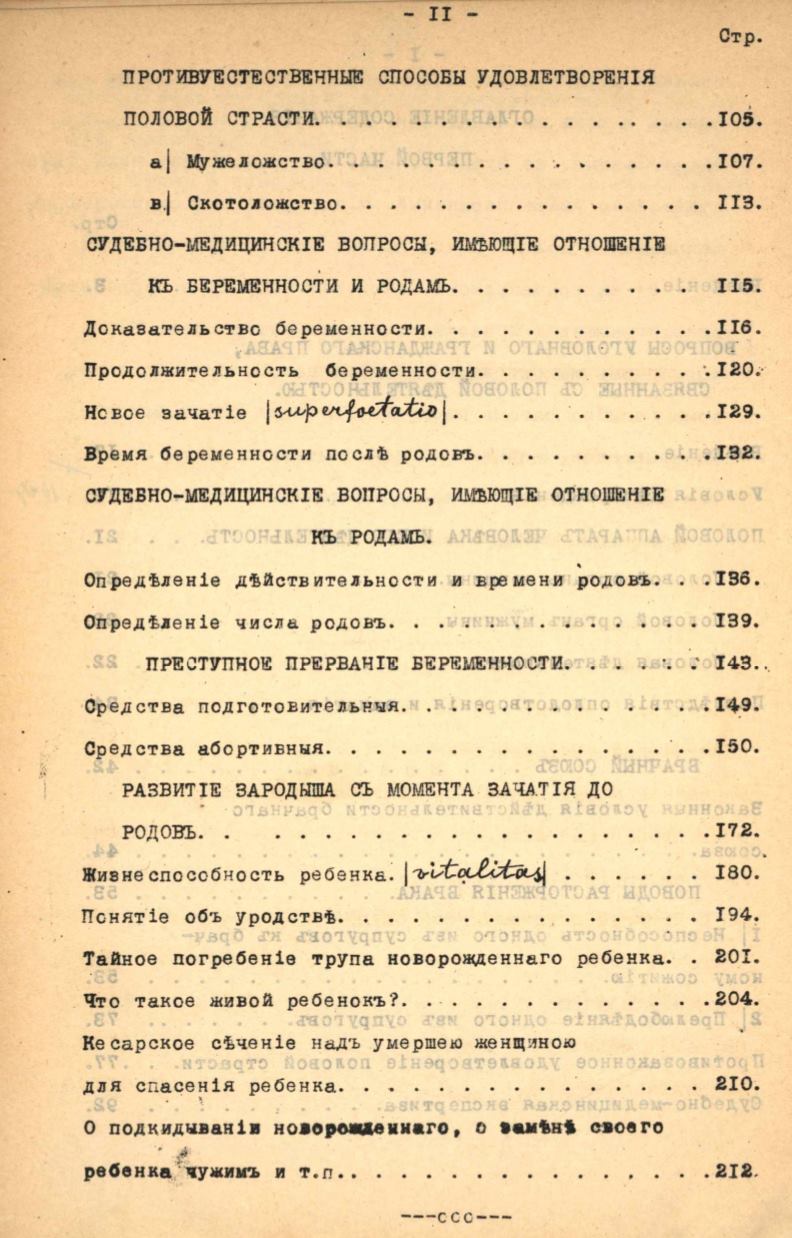 - II -
Стр.
ПРОТИВУЕСТЕСТВЕННЫЕ СПОСОБЫ УДОВЛЕТВОРЕНІЯ
ПОЛОВОЙ СТРАСТИ. . . . . . . . . . . . . . . . .105.
а| Мужеложство. . . . . . . . . . . . . . . . .107.
в.| Скотоложство. . . . . . . . . . . . . . . . 113.
СУДЕБНО-МЕДИЦИНСКІЕ ВОПРОСЫ, ИМѢЮЩІЕ ОТНОШЕНІЕ
КЪ БЕРЕМЕННОСТИ И РОДАМЪ. . . . . . . . . . 115.
Доказательство беременности. . . . . . . . . . . . .116.
Продолжительность беременности. . . . . . . . . . .120.
Новое зачатіе |superfoetatio|. . . . . . . . . . . .129.
Время беременности послѣ родовъ. . . . . . . . . . .132.
СУДЕБНО-МЕДИЦИНСКІЕ ВОПРОСЫ, ИМѢЮЩІЕ ОТНОШЕНІЕ
КЪ РОДАМЪ.
Опредѣленіе дѣйствительности и времени родовъ. . . .136.
Опредѣленіе числа родовъ. . . . . . . . . . . . . . 139.
ПРЕСТУПНОЕ ПРЕРВАНІЕ БЕРЕМЕННОСТИ. . . . . . .143.
Средства подготовительныя. . . . . . . . . . . . . .149.
Средства абортивныя. . . . . . . . . . . . . . . . .150.
РАЗВИТІЕ ЗАРОДЫША СЪ МОМЕНТА ЗАЧАТІЯ ДО
РОДОВЪ. . . . . . . . . . . . . . . . . . . . .172.
Жизнеспособность ребенка. |vitalitas| . . . . . . 180.
Понятіе объ уродствѣ. . . . . . . . . . . . . . . . 194.
Тайное погребеніе трупа новорожденнаго ребенка. . 201.
Что такое живой ребенокъ?. . . . . . . . . . . . . .204.
Кесарское сѣченіе надъ умершею женщиною
для спасенія ребенка. . . . . . . . . . . . . . . . 210.
О подкидываніи новорожденнаго, о замѣнѣ своего
ребенка чужимъ и т.п.. . . . . . . . . . . . . . . .212.
---ссс---